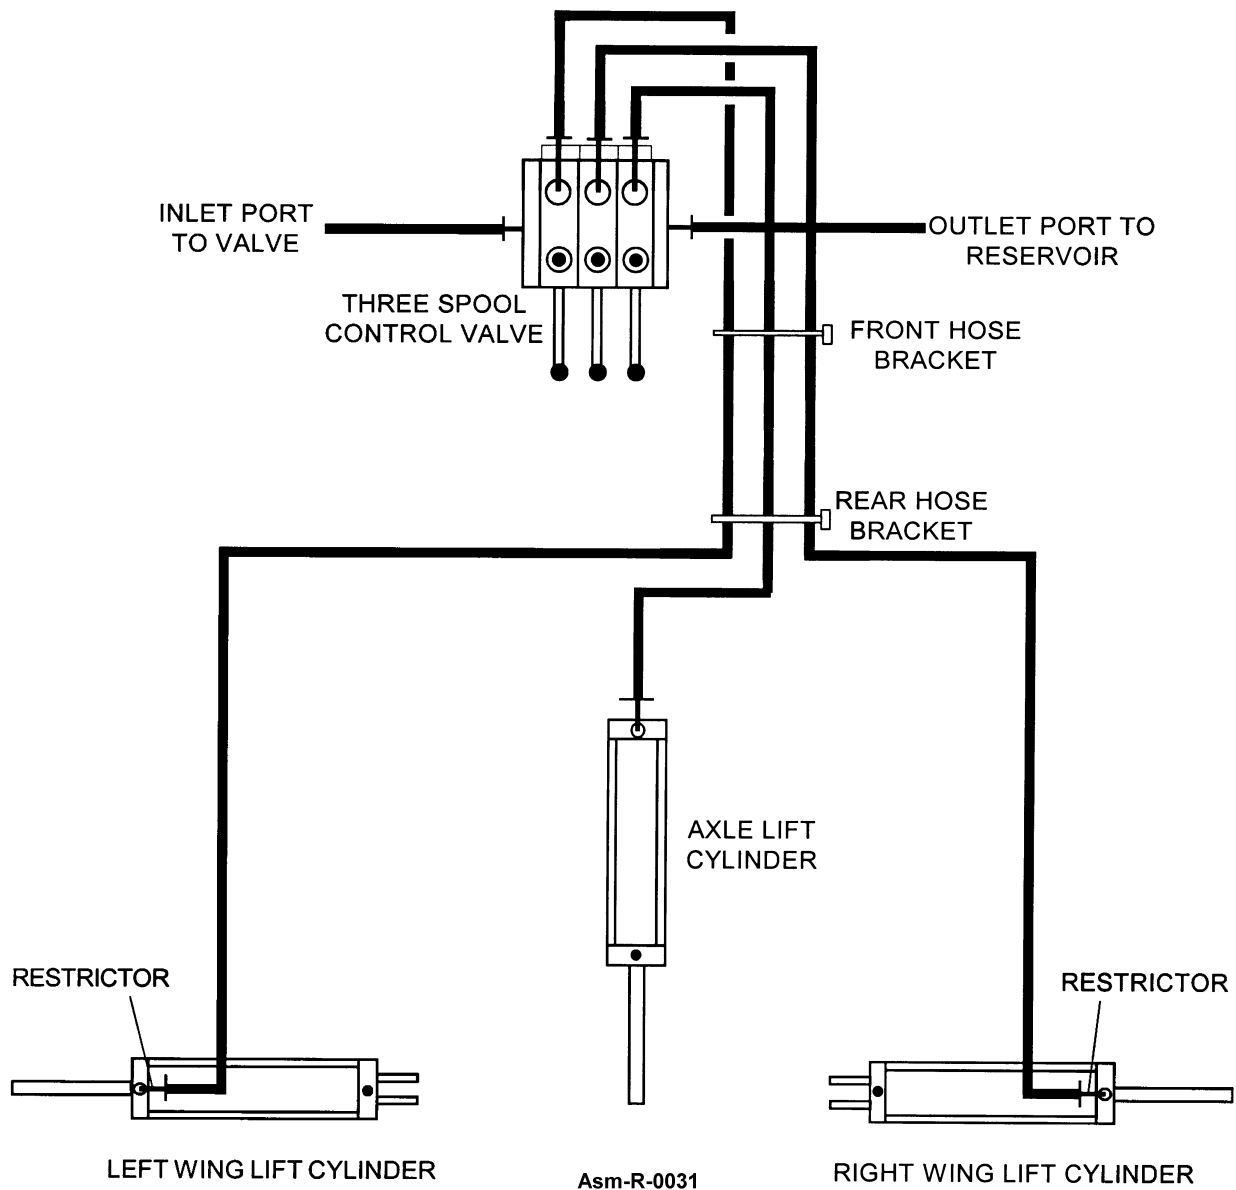 INLET PORT
TO VALVE
OUTLET PORT TO
RESERVOIR
THREE SPOOL
CONTROL VALVE
FRONT HOSE
BRACKET
REAR HOSE
BRACKET
AXLE LIFT
CYLINDER
RESTRICTOR
RESTRICTOR
LEFT WING LIFT CYLINDER
Asm-R-0031
RIGHT WING LIFT CYLINDER